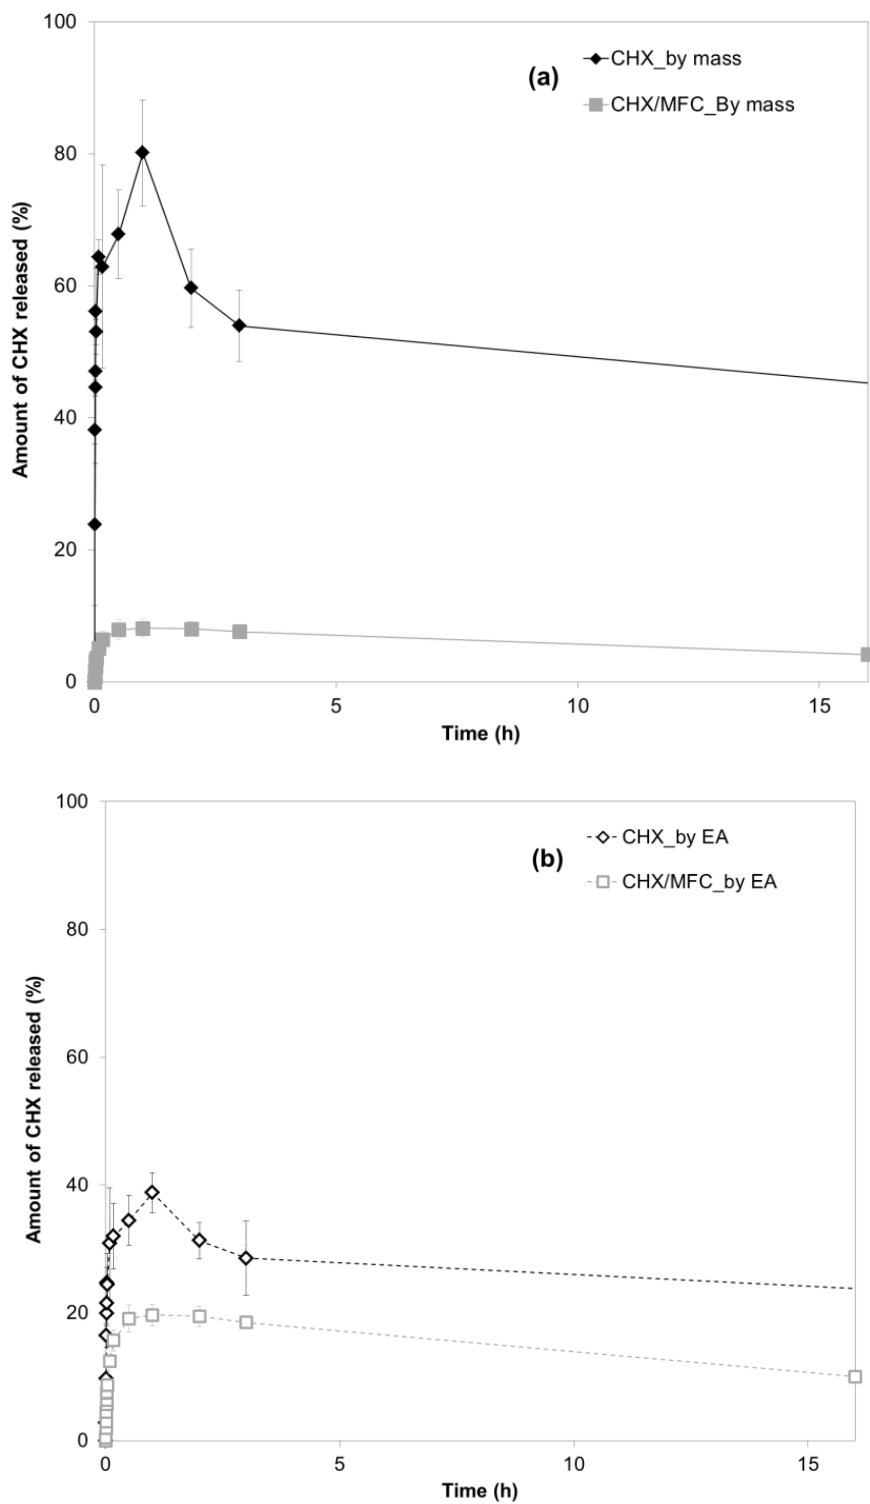 100
80
60
40
20
0
Amount of CHX released (%)
(a)
CHX_by mass
CHX/MFC_By mass
0 5 10 15
Time (h)
100
80
60
40
20
0
Amount of CHX released (%)
(b)
CHX_by EA
CHX/MFC_by EA
0 5 10 15
Time (h)